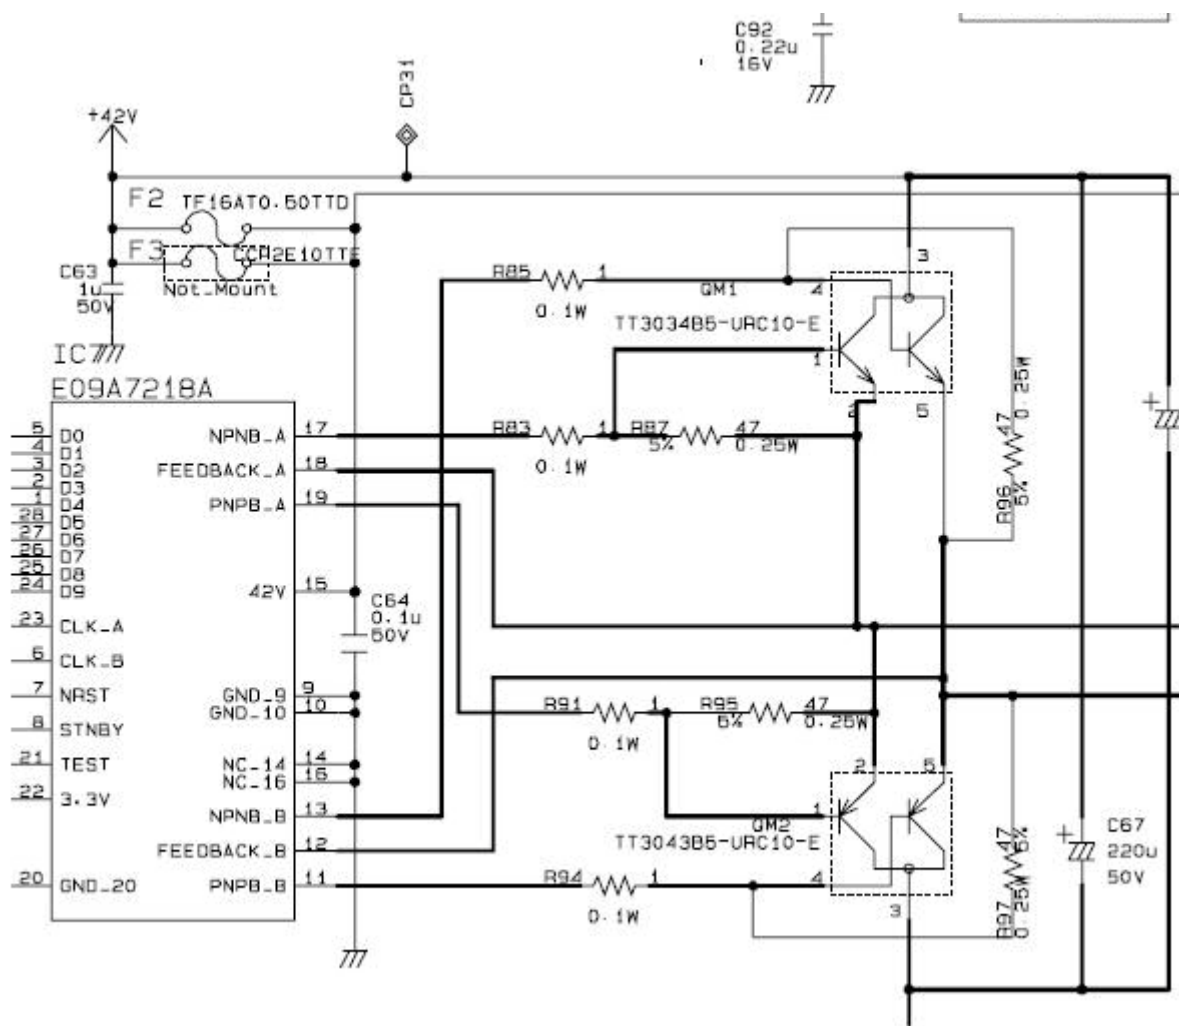 C92
0.22u
16V
CP31
+42V
F2 TF16AT0.50TTD
F3 CCP2E10TTE
C63
1u
50V
Not_Mount
R85 1
0.1W
QM1
4
3
TT3034B5-URC10-E
1
2
5
IC7
E09A7218A
R83 1
0.1W
R87 47
5% 0.25W
R96 47
5% 0.25W
5 D0
4 D1
3 D2
2 D3
1 D4
28 D5
27 D6
26 D7
25 D8
24 D9
23 CLK_A
6 CLK_B
7 NRST
8 STNBY
21 TEST
22 3.3V
20 GND_20
NPNB_A 17
FEEDBACK_A 18
PNPB_A 19
42V 15
GND_9 9
GND_10 10
NC-14 14
NC-16 16
NPNB_B 13
FEEDBACK_B 12
PNPB_B 11
C64
0.1u
50V
R91 1
0.1W
R95 47
5% 0.25W
2
5
1
QM2
TT3043B5-URC10-E
R94 1
0.1W
4
3
R97 47
0.25W 5%
+
+
C67
220u
50V